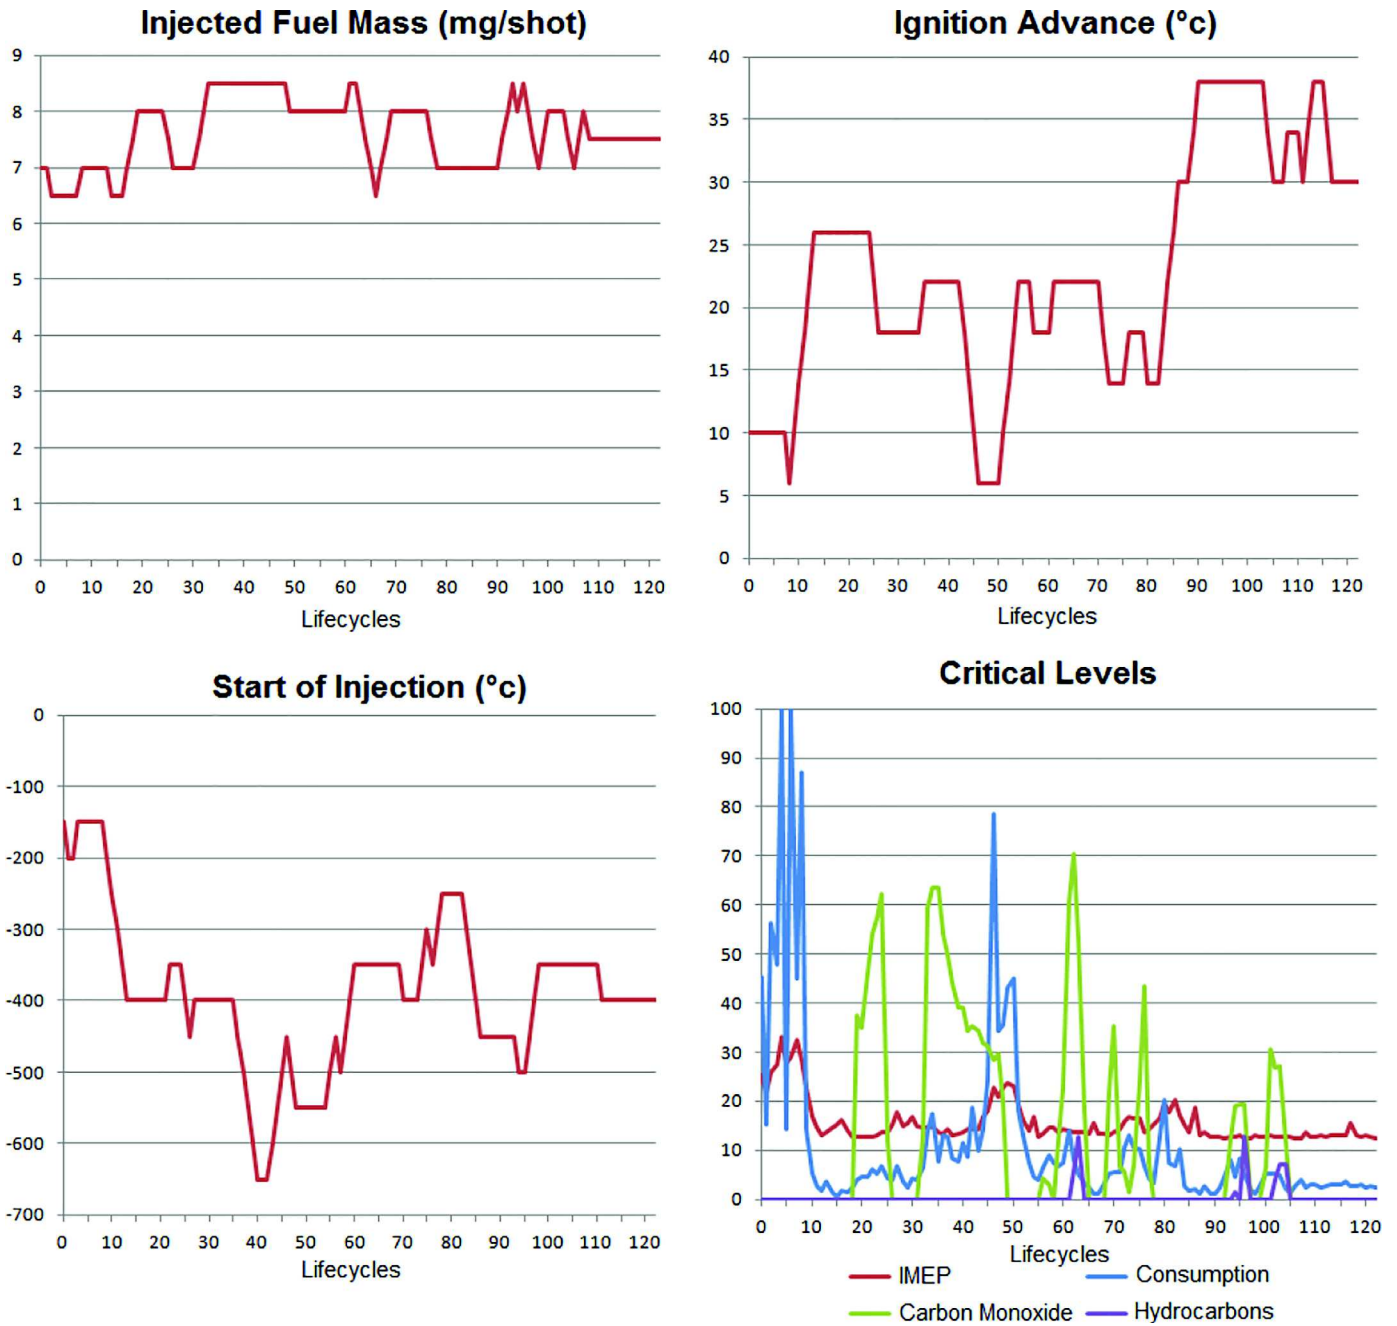 Injected Fuel Mass (mg/shot)
9
8
7
6
5
4
3
2
1
0
0 10 20 30 40 50 60 70 80 90 100 110 120
Lifecycles
Ignition Advance (°c)
40
35
30
25
20
15
10
5
0
0 10 20 30 40 50 60 70 80 90 100 110 120
Lifecycles
Start of Injection (°c)
0
-100
-200
-300
-400
-500
-600
-700
0 10 20 30 40 50 60 70 80 90 100 110 120
Lifecycles
Critical Levels
100
90
80
70
60
50
40
30
20
10
0
0 10 20 30 40 50 60 70 80 90 100 110 120
Lifecycles
IMEP Consumption
Carbon Monoxide Hydrocarbons